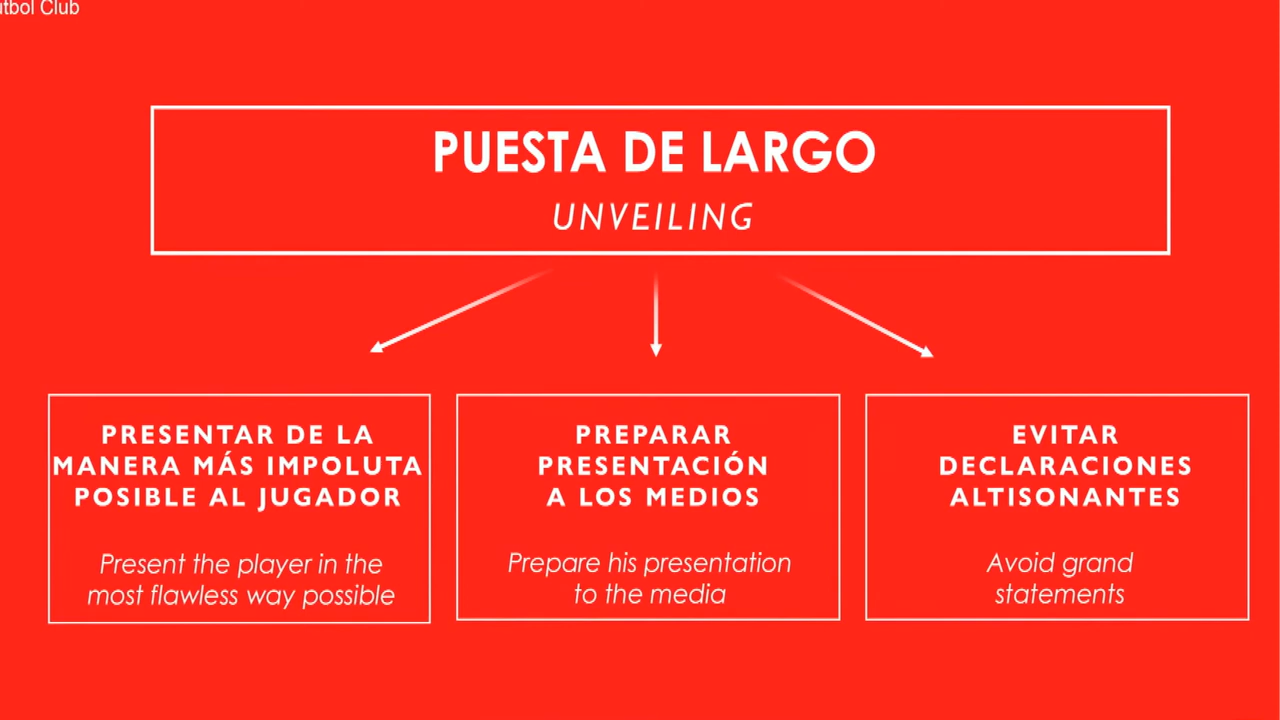 Club
PUESTA DE LARGO
UNVEILING
PRESENTAR DE LA
MANERA MÁS IMPOLUTA
POSIBLE AL JUGADOR
Present the player in the
most flawless way possible
PREPARAR
PRESENTACIÓN
A LOS MEDIOS
Prepare his presentation
to the media
EVITAR
DECLARACIONES
ALTISONANTES
Avoid grand
statements